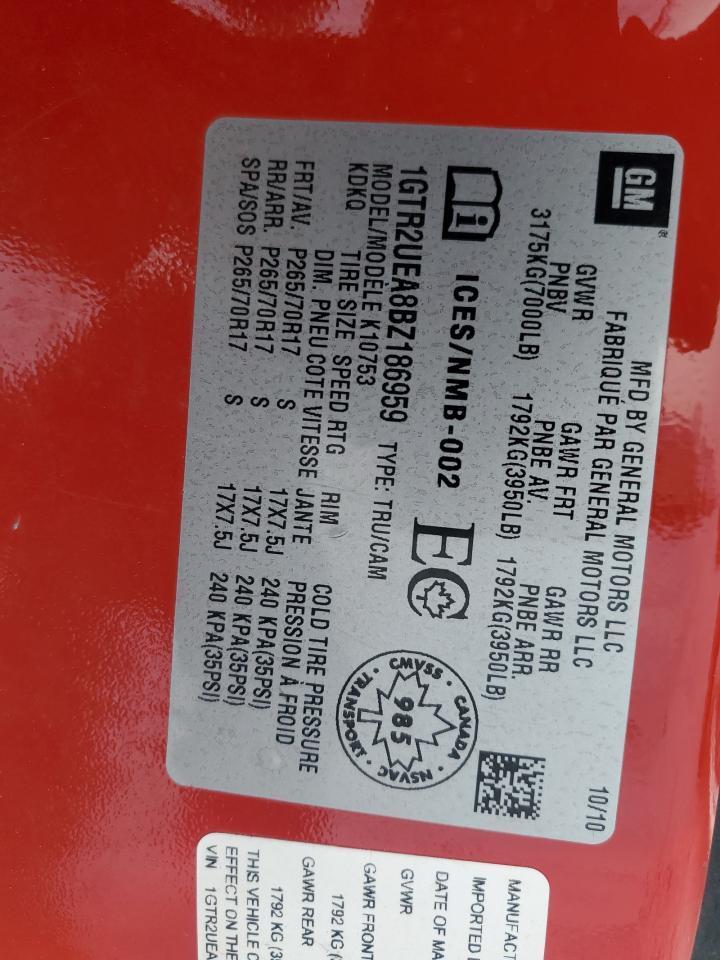 GM
MFD BY GENERAL MOTORS LLC 10/10
FABRIQUÉ PAR GENERAL MOTORS LLC
GVWR GAWR FRT GAWR RR
PNBV PNBE AV. PNBE ARR.
3175KG(7000LB) 1792KG(3950LB) 1792KG(3950LB)
ICES/NMB-002 EC
1GTR2UEA8BZ186959 TYPE: TRU/CAM
MODEL/MODÈLE K10753
KDKQ
CANADA · NSVAC · TRANSPORT · CMVSS ·
985
TIRE SIZE SPEED RTG RIM COLD TIRE PRESSURE
DIM. PNEU COTE VITESSE JANTE PRESSION À FROID
FRT/AV. P265/70R17 S 17X7.5J 240 KPA(35PSI)
RR/ARR. P265/70R17 S 17X7.5J 240 KPA(35PSI)
SPA/SOS P265/70R17 S 17X7.5J 240 KPA(35PSI)
MANUFACT
IMPORTED
DATE OF MA
GVWR
GAWR FRONT
1792 KG
GAWR REAR
1792 KG (3
THIS VEHICLE C
EFFECT ON THE
VIN 1GTR2UEA